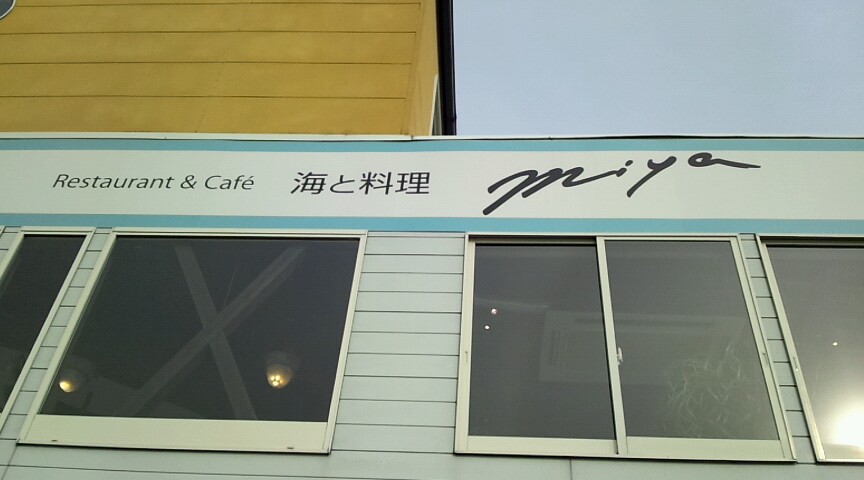 Restaurant & Café 海と料理 miya